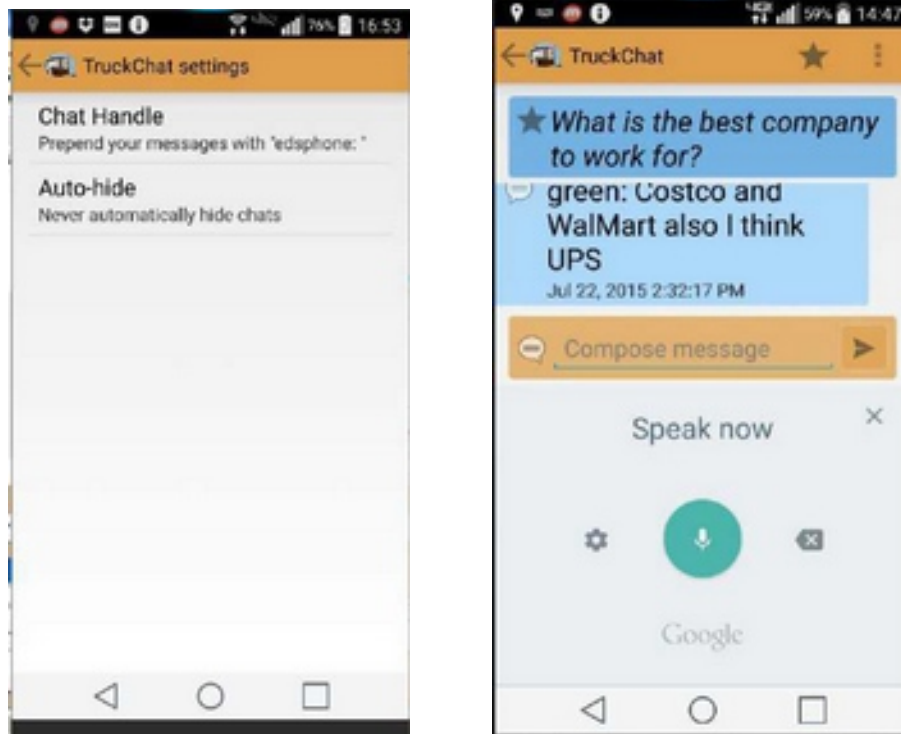 76% 16:53
TruckChat settings
Chat Handle
Prepend your messages with "edsphone: "
Auto-hide
Never automatically hide chats
59% 14:47
TruckChat
What is the best company
to work for?
green: Costco and
WalMart also I think
UPS
Jul 22, 2015 2:32:17 PM
Compose message
Speak now
Google